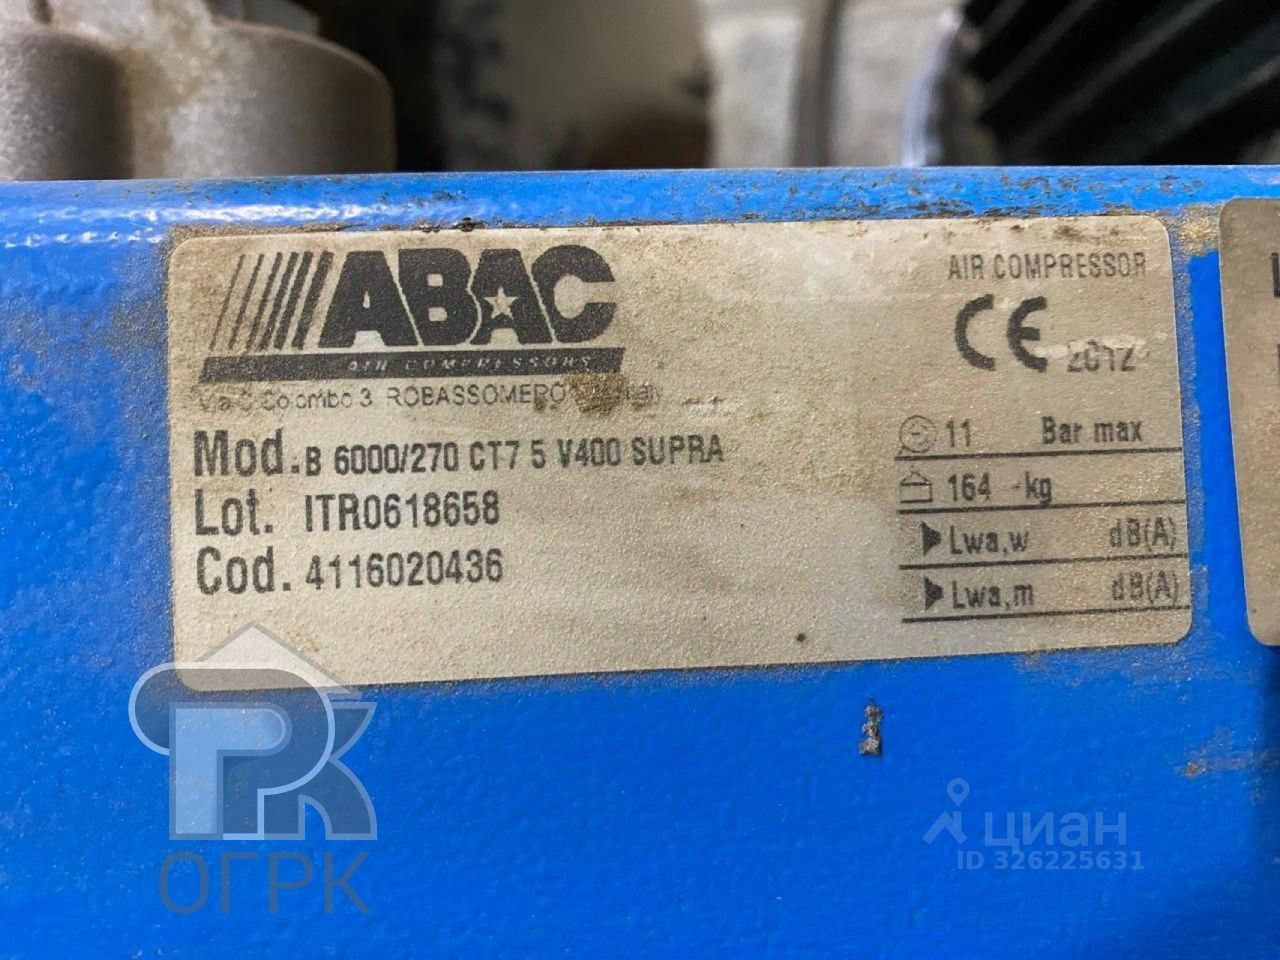 ABAC
AIR COMPRESSORS
Via C. Colombo 3, ROBASSOMERO
AIR COMPRESSOR
CE 2012
Mod. B 6000/270 CT7 5 V400 SUPRA
Lot. ITR0618658
Cod. 4116020436
11 Bar max
164 kg
Lwa,w dB(A)
Lwa,m dB(A)
ОГРК
циан
ID 326225631